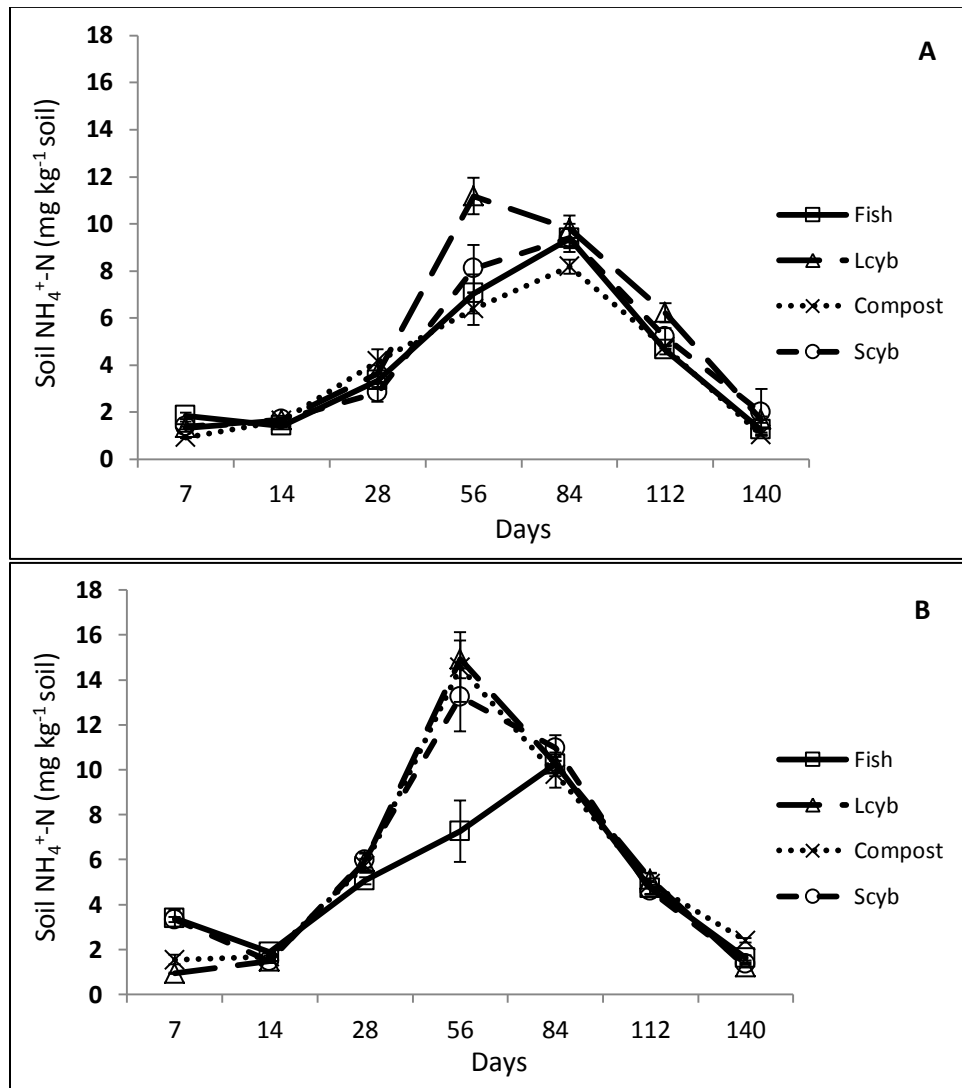 A
Soil NH₄⁺-N (mg kg⁻¹ soil)
18
16
14
12
10
8
6
4
2
0
7 14 28 56 84 112 140
Days
Fish
Lcyb
Compost
Scyb
B
Soil NH₄⁺-N (mg kg⁻¹ soil)
18
16
14
12
10
8
6
4
2
0
7 14 28 56 84 112 140
Days
Fish
Lcyb
Compost
Scyb